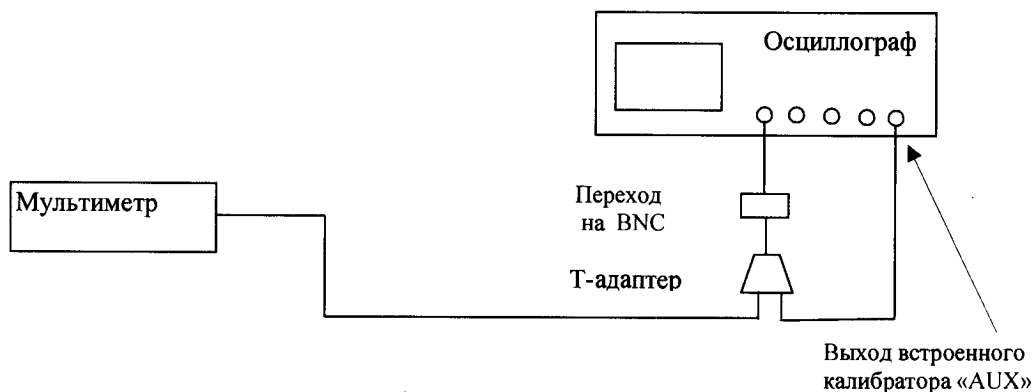 Осциллограф
Мультиметр
Переход
на BNC
Т-адаптер
Выход встроенного
калибратора «AUX»